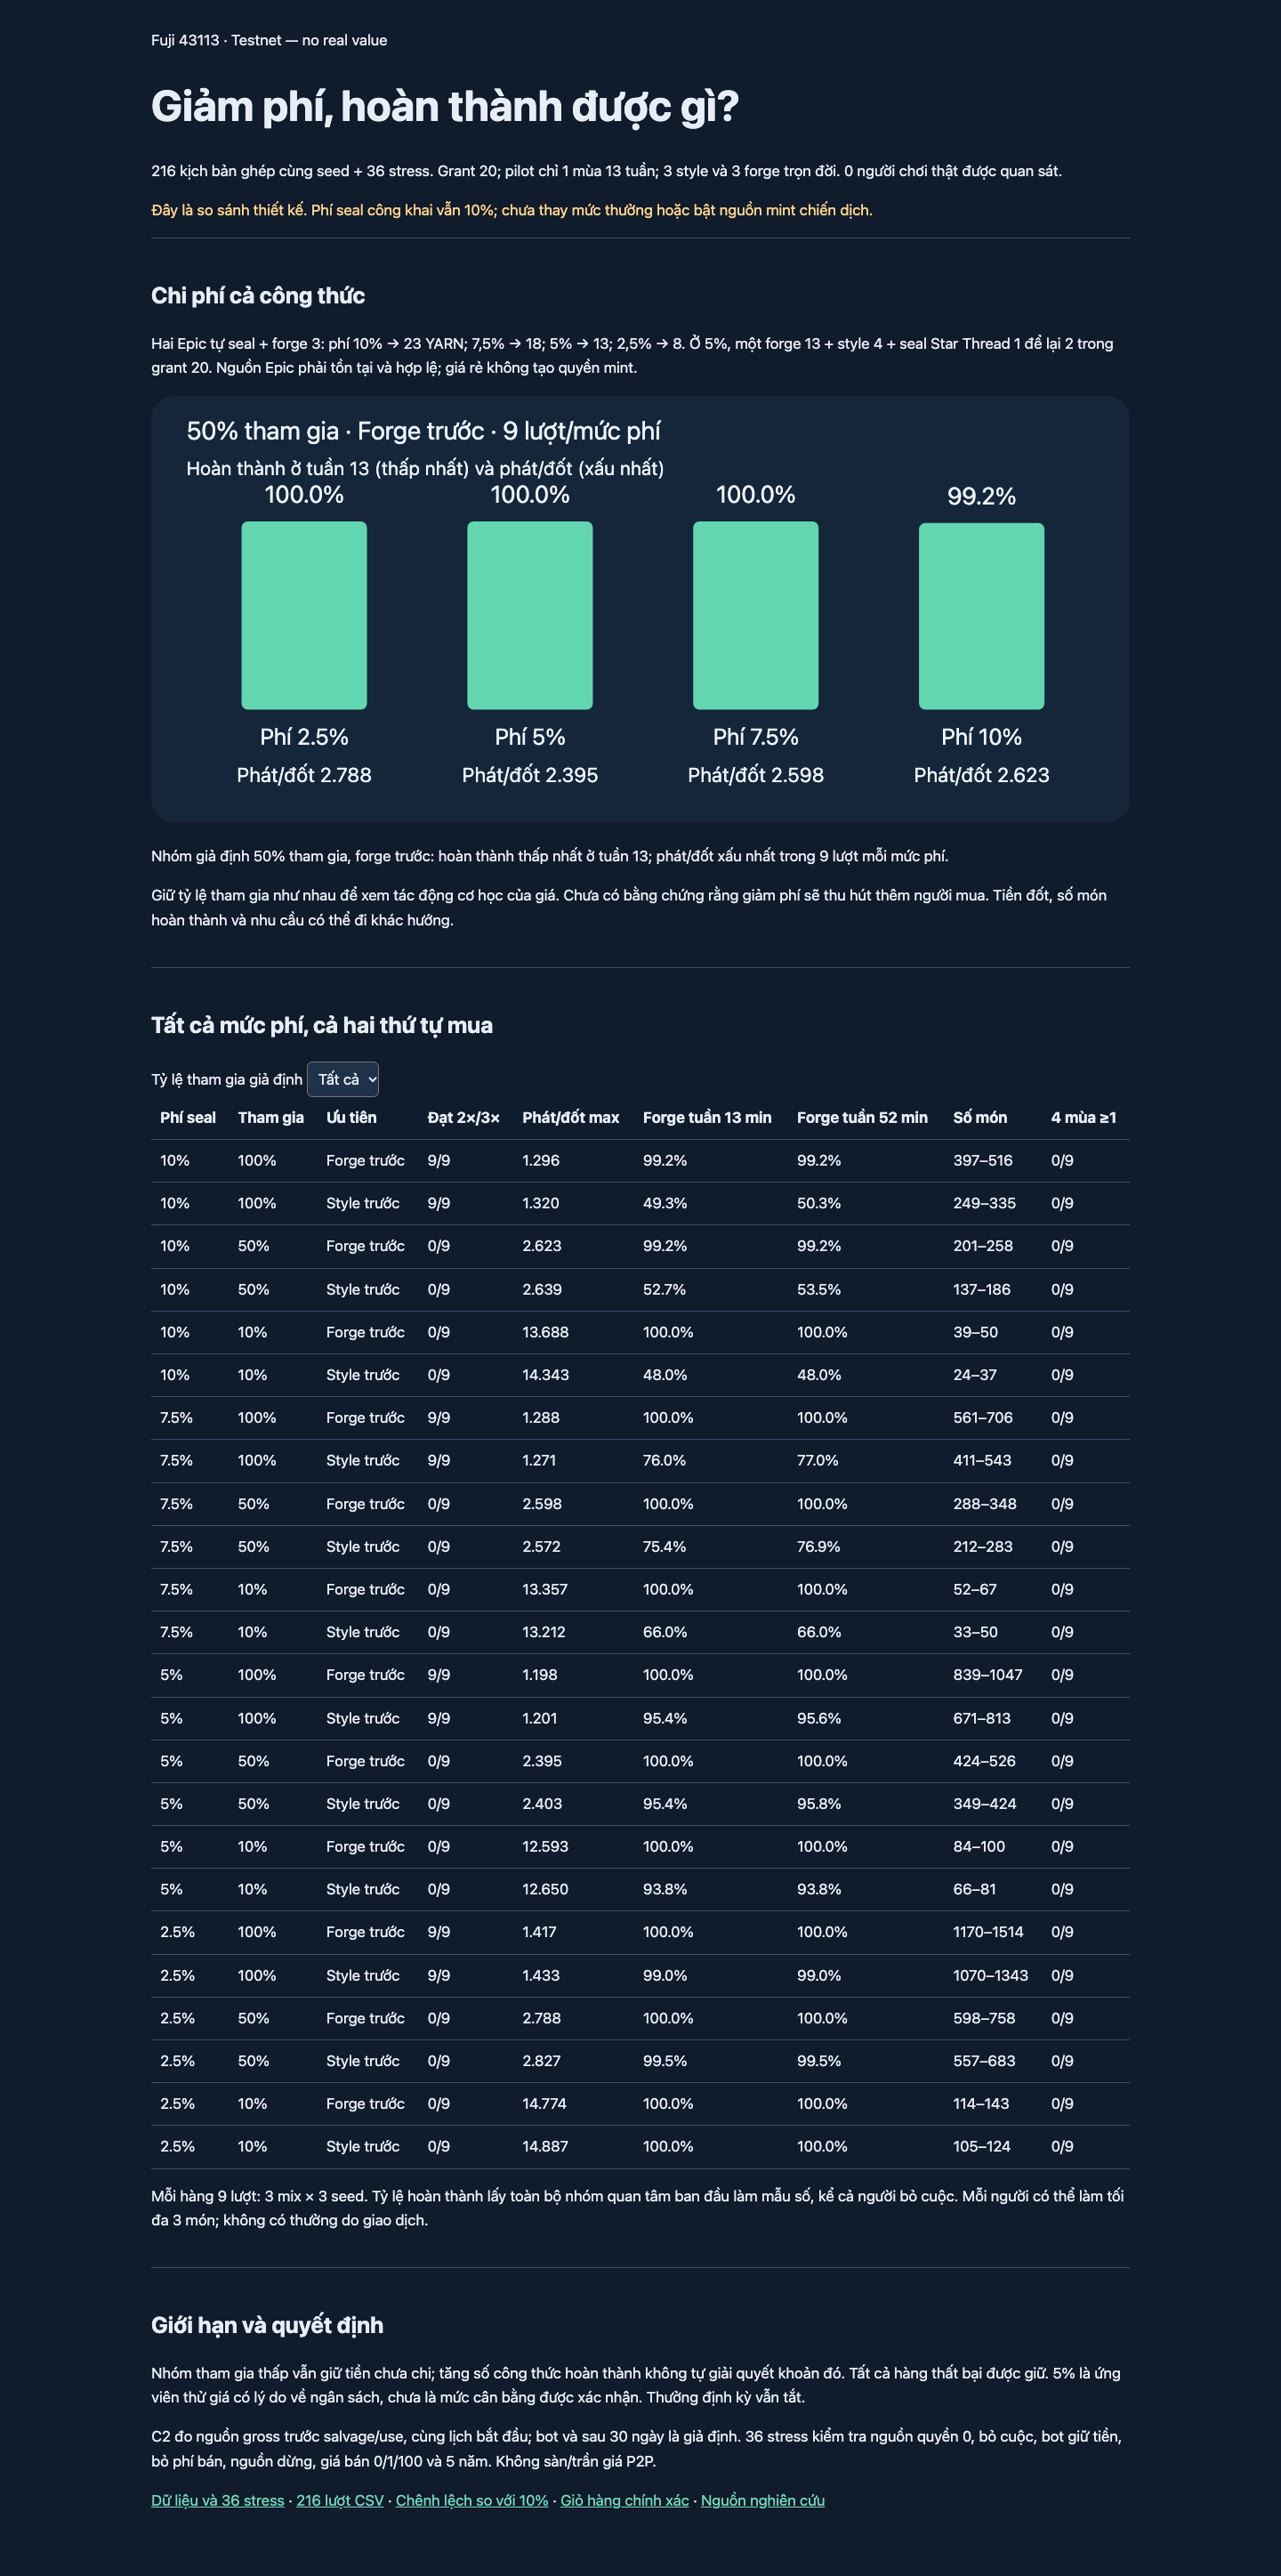 Fuji 43113 · Testnet — no real value
Giảm phí, hoàn thành được gì?
216 kịch bản ghép cùng seed + 36 stress. Grant 20; pilot chỉ 1 mùa 13 tuần; 3 style và 3 forge trọn đời. 0 người chơi thật được quan sát.
Đây là so sánh thiết kế. Phí seal công khai vẫn 10%; chưa thay mức thưởng hoặc bật nguồn mint chiến dịch.
Chi phí cả công thức
Hai Epic tự seal + forge 3: phí 10% → 23 YARN; 7,5% → 18; 5% → 13; 2,5% → 8. Ở 5%, một forge 13 + style 4 + seal Star Thread 1 để lại 2 trong
grant 20. Nguồn Epic phải tồn tại và hợp lệ; giá rẻ không tạo quyền mint.
50% tham gia · Forge trước · 9 lượt/mức phí
Hoàn thành ở tuần 13 (thấp nhất) và phát/đốt (xấu nhất)
100.0% 100.0% 100.0% 99.2%
Phí 2.5% Phí 5% Phí 7.5% Phí 10%
Phát/đốt 2.788 Phát/đốt 2.395 Phát/đốt 2.598 Phát/đốt 2.623
Nhóm giả định 50% tham gia, forge trước: hoàn thành thấp nhất ở tuần 13; phát/đốt xấu nhất trong 9 lượt mỗi mức phí.
Giữ tỷ lệ tham gia như nhau để xem tác động cơ học của giá. Chưa có bằng chứng rằng giảm phí sẽ thu hút thêm người mua. Tiền đốt, số món
hoàn thành và nhu cầu có thể đi khác hướng.
Tất cả mức phí, cả hai thứ tự mua
Tỷ lệ tham gia giả định Tất cả
Phí seal Tham gia Ưu tiên Đạt 2×/3× Phát/đốt max Forge tuần 13 min Forge tuần 52 min Số món 4 mùa ≥1
10% 100% Forge trước 9/9 1.296 99.2% 99.2% 397–516 0/9
10% 100% Style trước 9/9 1.320 49.3% 50.3% 249–335 0/9
10% 50% Forge trước 0/9 2.623 99.2% 99.2% 201–258 0/9
10% 50% Style trước 0/9 2.639 52.7% 53.5% 137–186 0/9
10% 10% Forge trước 0/9 13.688 100.0% 100.0% 39–50 0/9
10% 10% Style trước 0/9 14.343 48.0% 48.0% 24–37 0/9
7.5% 100% Forge trước 9/9 1.288 100.0% 100.0% 561–706 0/9
7.5% 100% Style trước 9/9 1.271 76.0% 77.0% 411–543 0/9
7.5% 50% Forge trước 0/9 2.598 100.0% 100.0% 288–348 0/9
7.5% 50% Style trước 0/9 2.572 75.4% 76.9% 212–283 0/9
7.5% 10% Forge trước 0/9 13.357 100.0% 100.0% 52–67 0/9
7.5% 10% Style trước 0/9 13.212 66.0% 66.0% 33–50 0/9
5% 100% Forge trước 9/9 1.198 100.0% 100.0% 839–1047 0/9
5% 100% Style trước 9/9 1.201 95.4% 95.6% 671–813 0/9
5% 50% Forge trước 0/9 2.395 100.0% 100.0% 424–526 0/9
5% 50% Style trước 0/9 2.403 95.4% 95.8% 349–424 0/9
5% 10% Forge trước 0/9 12.593 100.0% 100.0% 84–100 0/9
5% 10% Style trước 0/9 12.650 93.8% 93.8% 66–81 0/9
2.5% 100% Forge trước 9/9 1.417 100.0% 100.0% 1170–1514 0/9
2.5% 100% Style trước 9/9 1.433 99.0% 99.0% 1070–1343 0/9
2.5% 50% Forge trước 0/9 2.788 100.0% 100.0% 598–758 0/9
2.5% 50% Style trước 0/9 2.827 99.5% 99.5% 557–683 0/9
2.5% 10% Forge trước 0/9 14.774 100.0% 100.0% 114–143 0/9
2.5% 10% Style trước 0/9 14.887 100.0% 100.0% 105–124 0/9
Mỗi hàng 9 lượt: 3 mix × 3 seed. Tỷ lệ hoàn thành lấy toàn bộ nhóm quan tâm ban đầu làm mẫu số, kể cả người bỏ cuộc. Mỗi người có thể làm tối
đa 3 món; không có thưởng do giao dịch.
Giới hạn và quyết định
Nhóm tham gia thấp vẫn giữ tiền chưa chi; tăng số công thức hoàn thành không tự giải quyết khoản đó. Tất cả hàng thất bại được giữ. 5% là ứng
viên thử giá có lý do về ngân sách, chưa là mức cân bằng được xác nhận. Thưởng định kỳ vẫn tắt.
C2 đo nguồn gross trước salvage/use, cùng lịch bắt đầu; bot và sau 30 ngày là giả định. 36 stress kiểm tra nguồn quyền 0, bỏ cuộc, bot giữ tiền,
bỏ phí bán, nguồn dừng, giá bán 0/1/100 và 5 năm. Không sàn/trần giá P2P.
Dữ liệu và 36 stress · 216 lượt CSV · Chênh lệch so với 10% · Giỏ hàng chính xác · Nguồn nghiên cứu